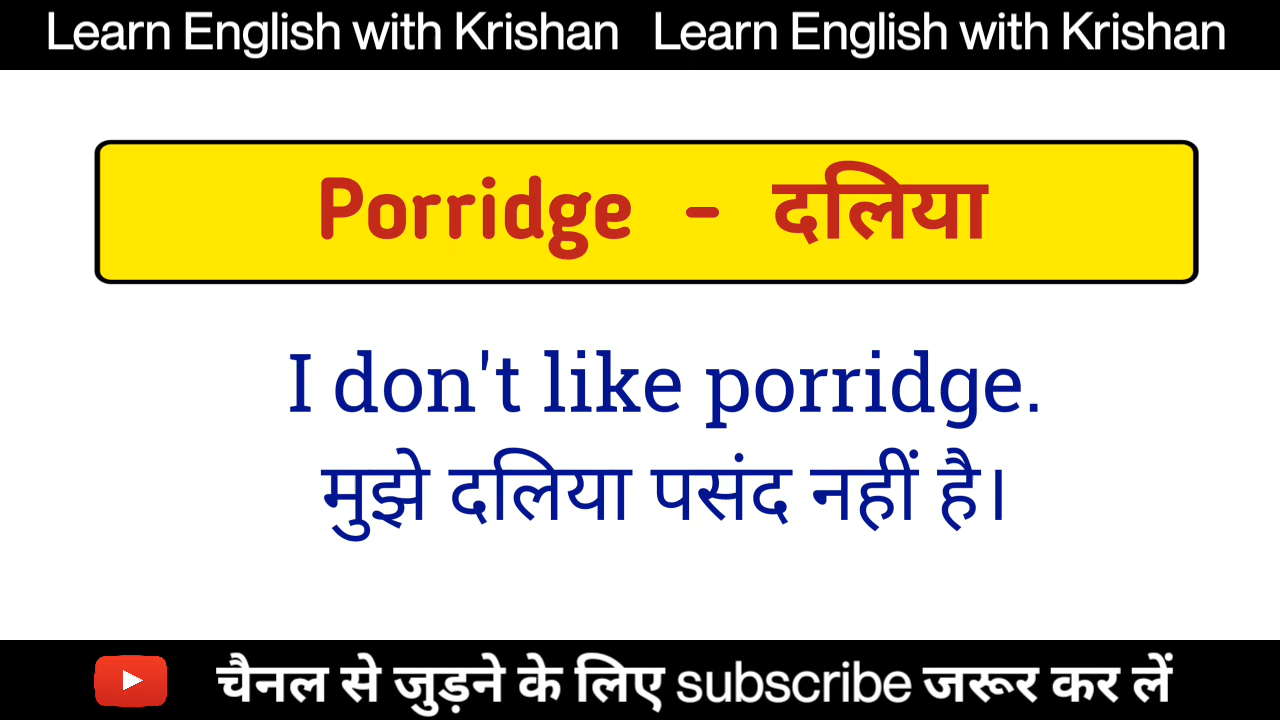 Learn English with Krishan Learn English with Krishan
Porridge - दलिया
I don't like porridge.
मुझे दलिया पसंद नहीं है।
चैनल से जुड़ने के लिए subscribe जरूर कर लें